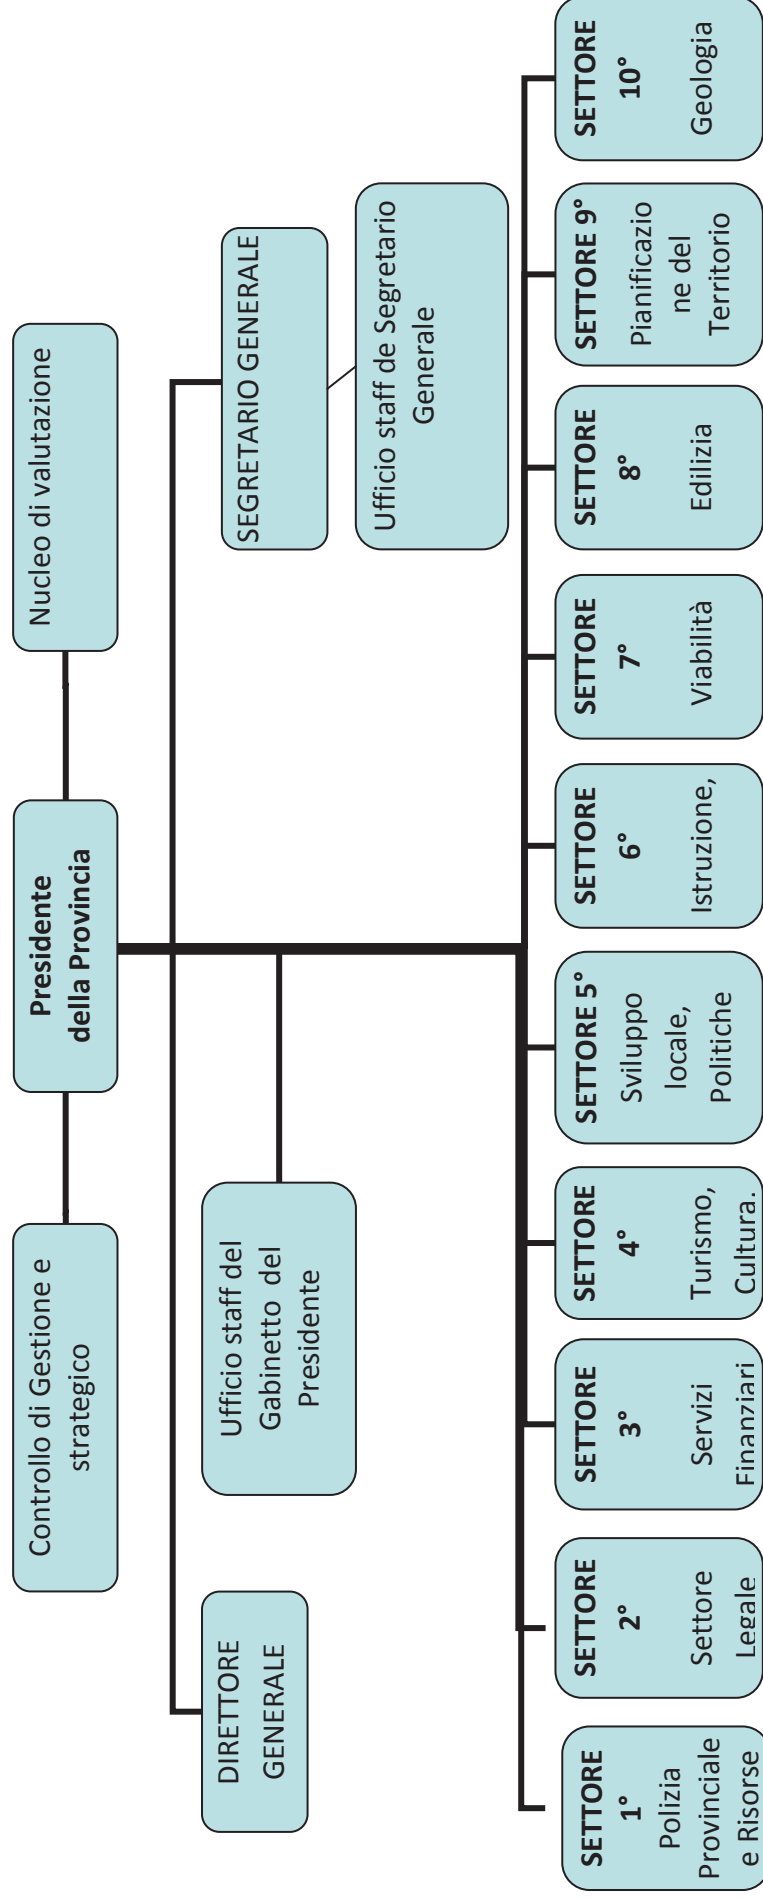 Controllo di Gestione e
strategico
Presidente
della Provincia
Nucleo di valutazione
DIRETTORE
GENERALE
Ufficio staff del
Gabinetto del
Presidente
SEGRETARIO GENERALE
Ufficio staff de Segretario
Generale
SETTORE
1°
Polizia
Provinciale
e Risorse
SETTORE
2°
Settore
Legale
SETTORE
3°
Servizi
Finanziari
SETTORE
4°
Turismo,
Cultura.
SETTORE 5°
Sviluppo
locale,
Politiche
SETTORE
6°
Istruzione,
SETTORE
7°
Viabilità
SETTORE
8°
Edilizia
SETTORE 9°
Pianificazio
ne del
Territorio
SETTORE
10°
Geologia